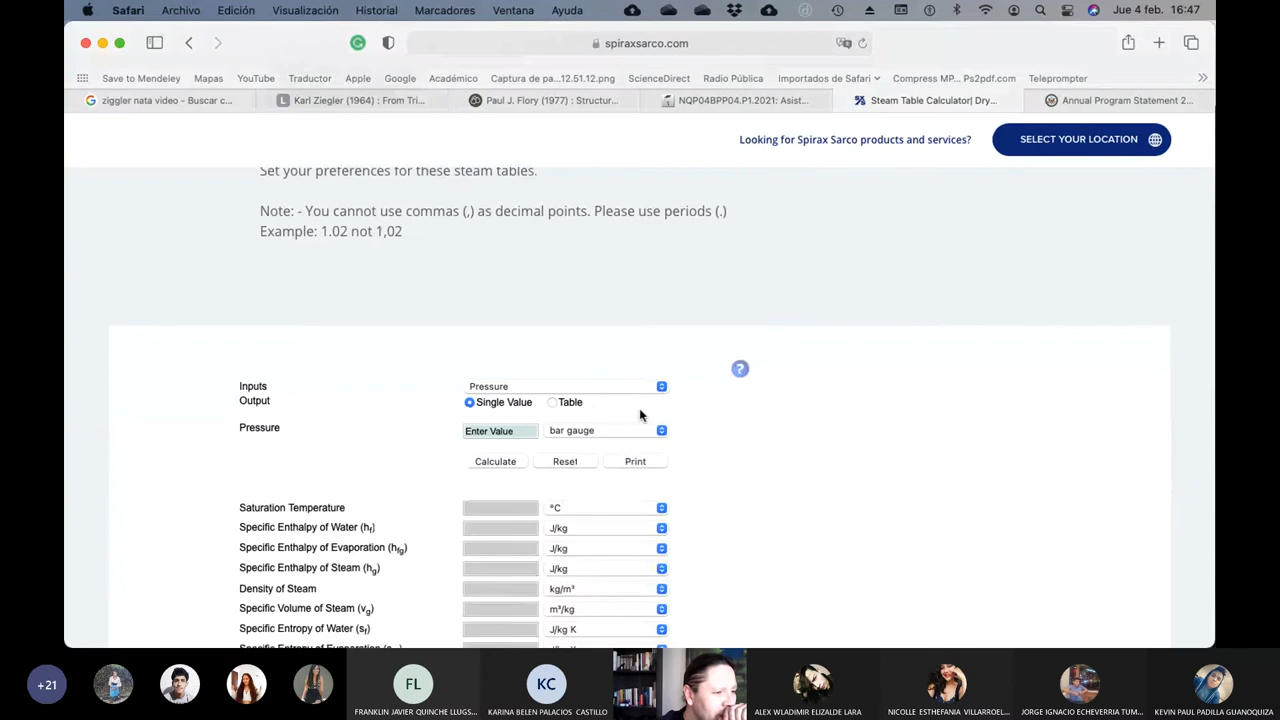 Safari Archivo Edición Visualización Historial Marcadores Ventana Ayuda Jue 4 feb. 16:47
spiraxsarco.com
Save to Mendeley Mapas YouTube Traductor Apple Google Académico Captura de pa...12.51.12.png ScienceDirect Radio Pública Importados de Safari Compress MP... Ps2pdf.com Teleprompter
ziggler nata video - Buscar c... Karl Ziegler (1964) : From Tri... Paul J. Flory (1977) : Structur... NQP04BPP04.P1.2021: Asist... Steam Table Calculator| Dry... Annual Program Statement 2...
Looking for Spirax Sarco products and services? SELECT YOUR LOCATION
Set your preferences for these steam tables.
Note: - You cannot use commas (,) as decimal points. Please use periods (.)
Example: 1.02 not 1,02
?
Inputs Pressure
Output Single Value Table
Pressure Enter Value bar gauge
Calculate Reset Print
Saturation Temperature °C
Specific Enthalpy of Water (hf) J/kg
Specific Enthalpy of Evaporation (hfg) J/kg
Specific Enthalpy of Steam (hg) J/kg
Density of Steam kg/m³
Specific Volume of Steam (vg) m³/kg
Specific Entropy of Water (sf) J/kg K
+21 FL KC
FRANKLIN JAVIER QUINCHE LLUGS... KARINA BELEN PALACIOS CASTILLO ALEX WLADIMIR ELIZALDE LARA NICOLLE ESTHEFANIA VILLARROEL... JORGE IGNACIO ECHEVERRIA TUM... KEVIN PAUL PADILLA GUANOQUIZA